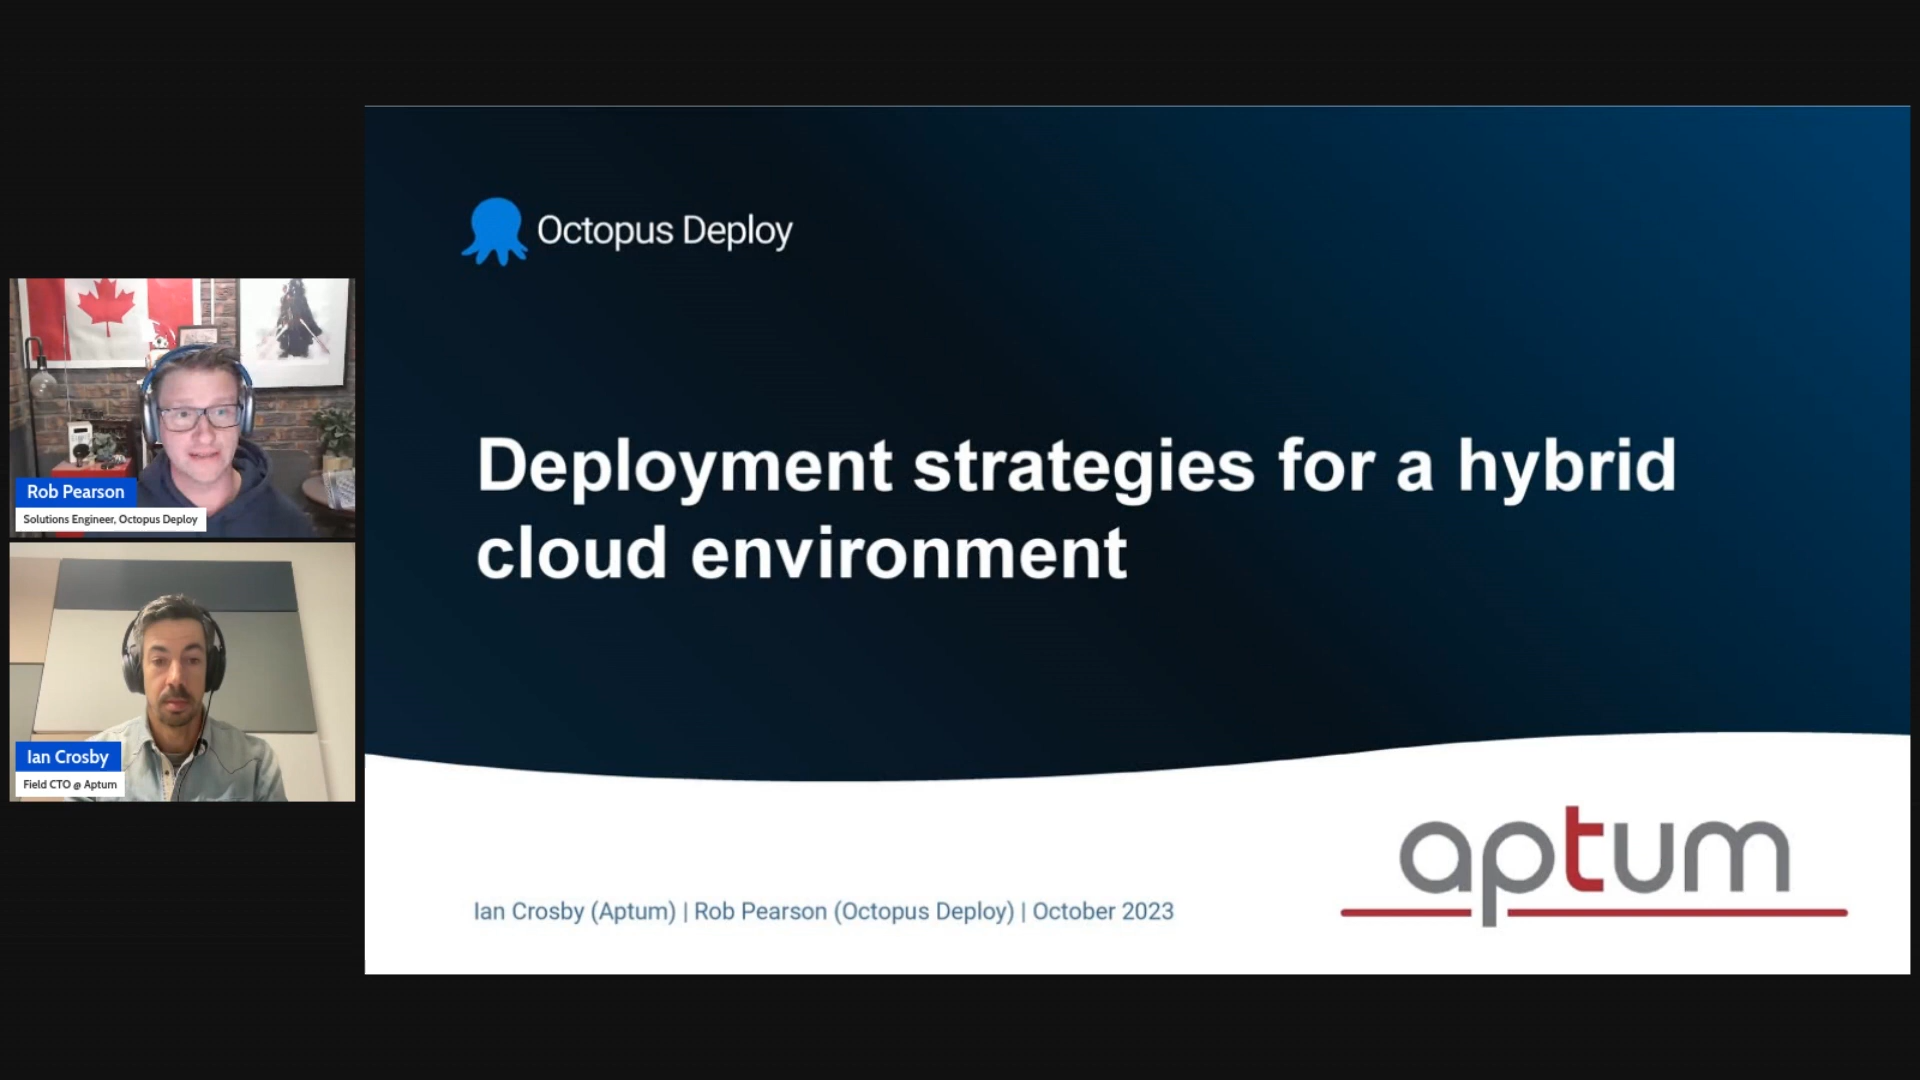 Octopus Deploy
Deployment strategies for a hybrid
cloud environment
Rob Pearson
Solutions Engineer, Octopus Deploy
Ian Crosby
Field CTO @ Aptum
aptum
Ian Crosby (Aptum) | Rob Pearson (Octopus Deploy) | October 2023